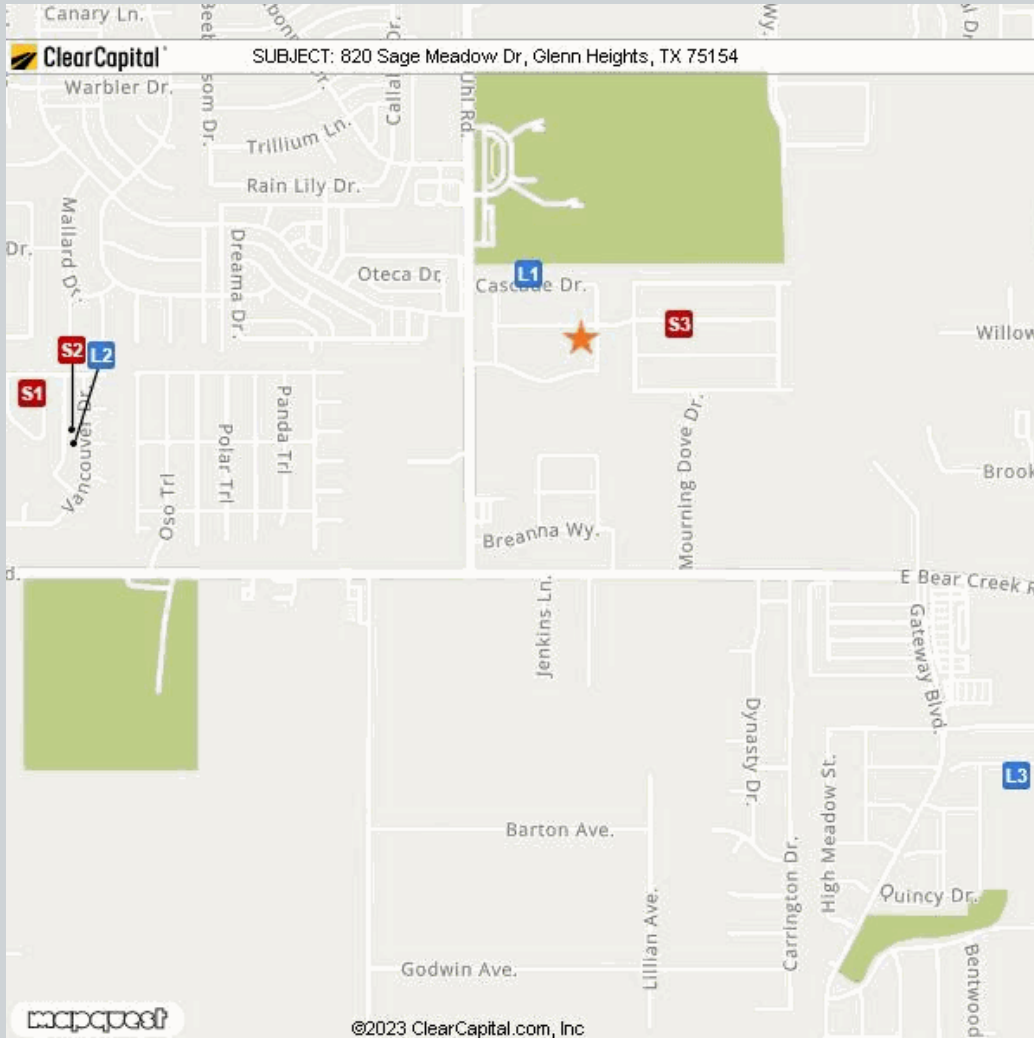 Canary Ln.
Wy.
Dr.
ClearCapital
SUBJECT: 820 Sage Meadow Dr, Glenn Heights, TX 75154
Warbler Dr.
Uhl Rd.
Trillium Ln.
Rain Lily Dr.
Mallard Dr.
Dr.
Dreama Dr.
Oteca Dr.
L1
Cascade Dr.
S3
Willow
S2
L2
S1
Vancouver Dr.
Oso Trl
Polar Trl
Panda Trl
Mourning Dove Dr.
Brook
Breanna Wy.
d.
E Bear Creek R
Jenkins Ln.
Gateway Blvd.
Dynasty Dr.
High Meadow St.
L3
Barton Ave.
Carrington Dr.
Quincy Dr.
Lillian Ave.
Godwin Ave.
Bentwood
mapquest
©2023 ClearCapital.com, Inc